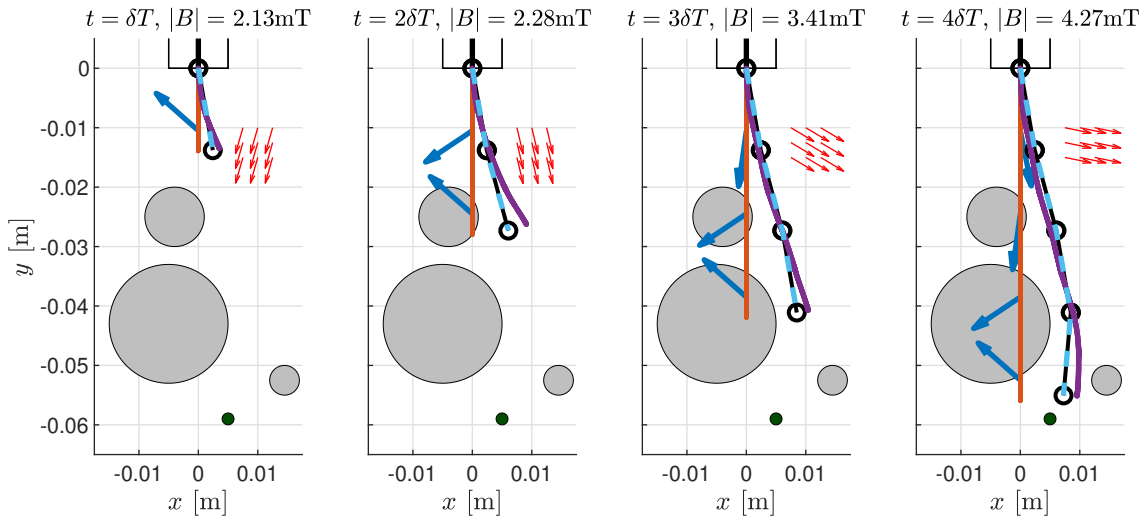 t = δT, |B| = 2.13mT
t = 2δT, |B| = 2.28mT
t = 3δT, |B| = 3.41mT
t = 4δT, |B| = 4.27mT
0
-0.01
-0.02
-0.03
-0.04
-0.05
-0.06
y [m]
-0.01 0 0.01
-0.01 0 0.01
-0.01 0 0.01
-0.01 0 0.01
x [m]
x [m]
x [m]
x [m]